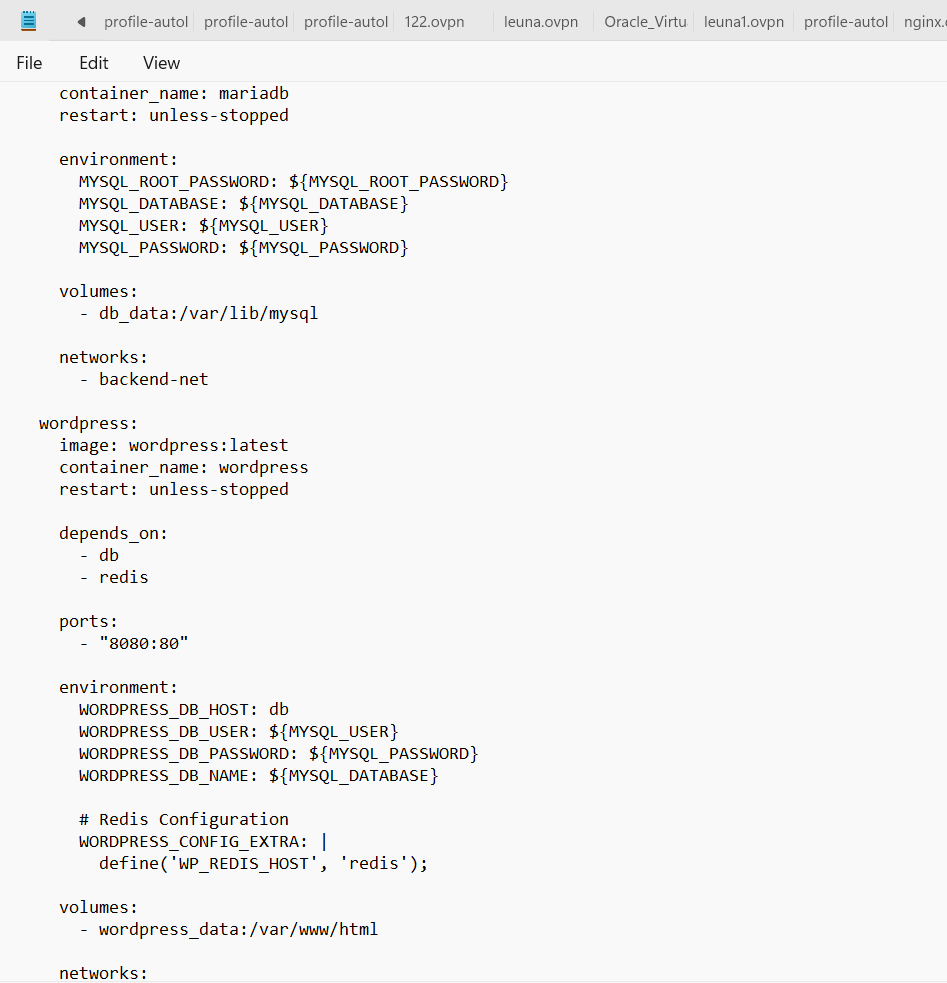 profile-autol profile-autol profile-autol 122.ovpn leuna.ovpn Oracle_Virtu leuna1.ovpn profile-autol nginx.
File Edit View
container_name: mariadb
restart: unless-stopped
environment:
MYSQL_ROOT_PASSWORD: ${MYSQL_ROOT_PASSWORD}
MYSQL_DATABASE: ${MYSQL_DATABASE}
MYSQL_USER: ${MYSQL_USER}
MYSQL_PASSWORD: ${MYSQL_PASSWORD}
volumes:
- db_data:/var/lib/mysql
networks:
- backend-net
wordpress:
image: wordpress:latest
container_name: wordpress
restart: unless-stopped
depends_on:
- db
- redis
ports:
- "8080:80"
environment:
WORDPRESS_DB_HOST: db
WORDPRESS_DB_USER: ${MYSQL_USER}
WORDPRESS_DB_PASSWORD: ${MYSQL_PASSWORD}
WORDPRESS_DB_NAME: ${MYSQL_DATABASE}
# Redis Configuration
WORDPRESS_CONFIG_EXTRA: |
define('WP_REDIS_HOST', 'redis');
volumes:
- wordpress_data:/var/www/html
networks: